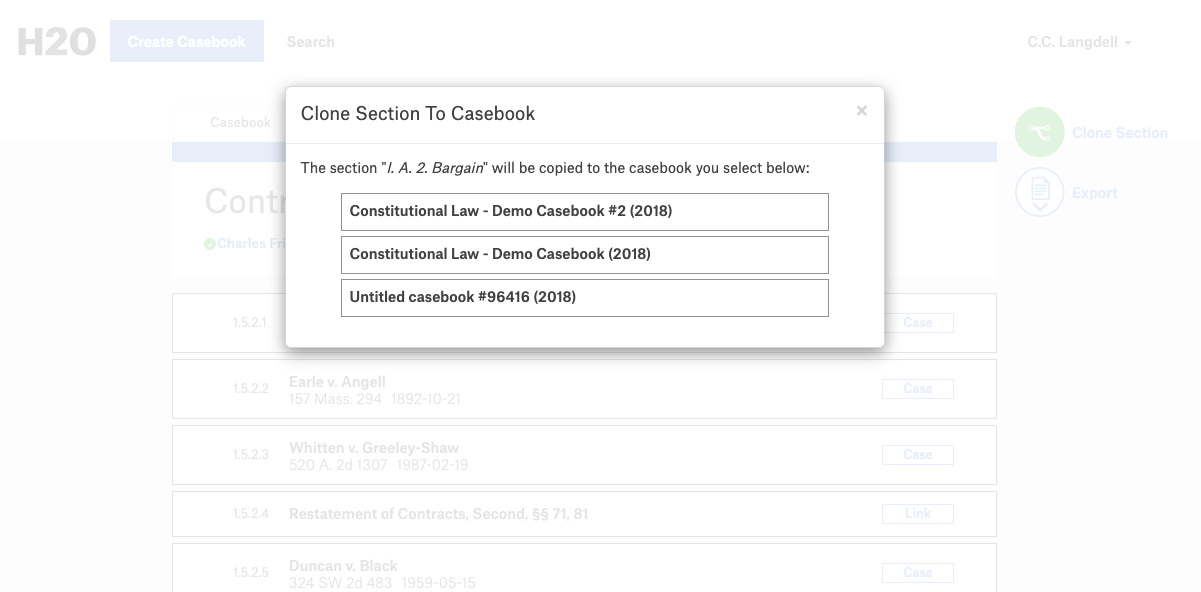 H2O
Create Casebook
Search
C.C. Langdell
Casebook
Clone Section To Casebook
×
The section "I. A. 2. Bargain" will be copied to the casebook you select below:
Constitutional Law - Demo Casebook #2 (2018)
Constitutional Law - Demo Casebook (2018)
Untitled casebook #96416 (2018)
Clone Section
Export
Contr
Charles Fri
1.5.2.1
Case
1.5.2.2
Earle v. Angell
157 Mass. 294 1892-10-21
Case
1.5.2.3
Whitten v. Greeley-Shaw
520 A. 2d 1307 1987-02-19
Case
1.5.2.4
Restatement of Contracts, Second, §§ 71, 81
Link
1.5.2.5
Duncan v. Black
324 SW 2d 483 1959-05-15
Case